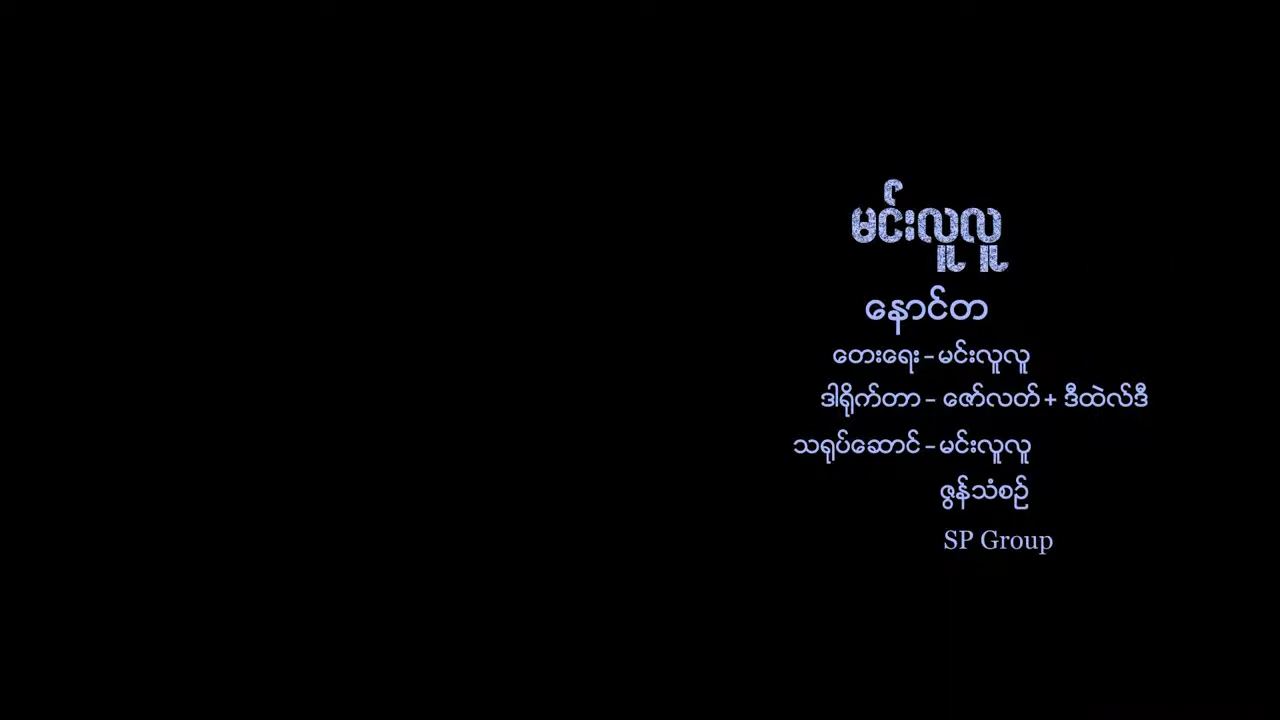 မင်းလူလူ
နောင်တ
တေးရေး - မင်းလူလူ
ဒါရိုက်တာ - ဇော်လတ် + ဒီထဲလ်ဒီ
သရုပ်ဆောင် - မင်းလူလူ
ဇွန်သံစဉ်
SP Group